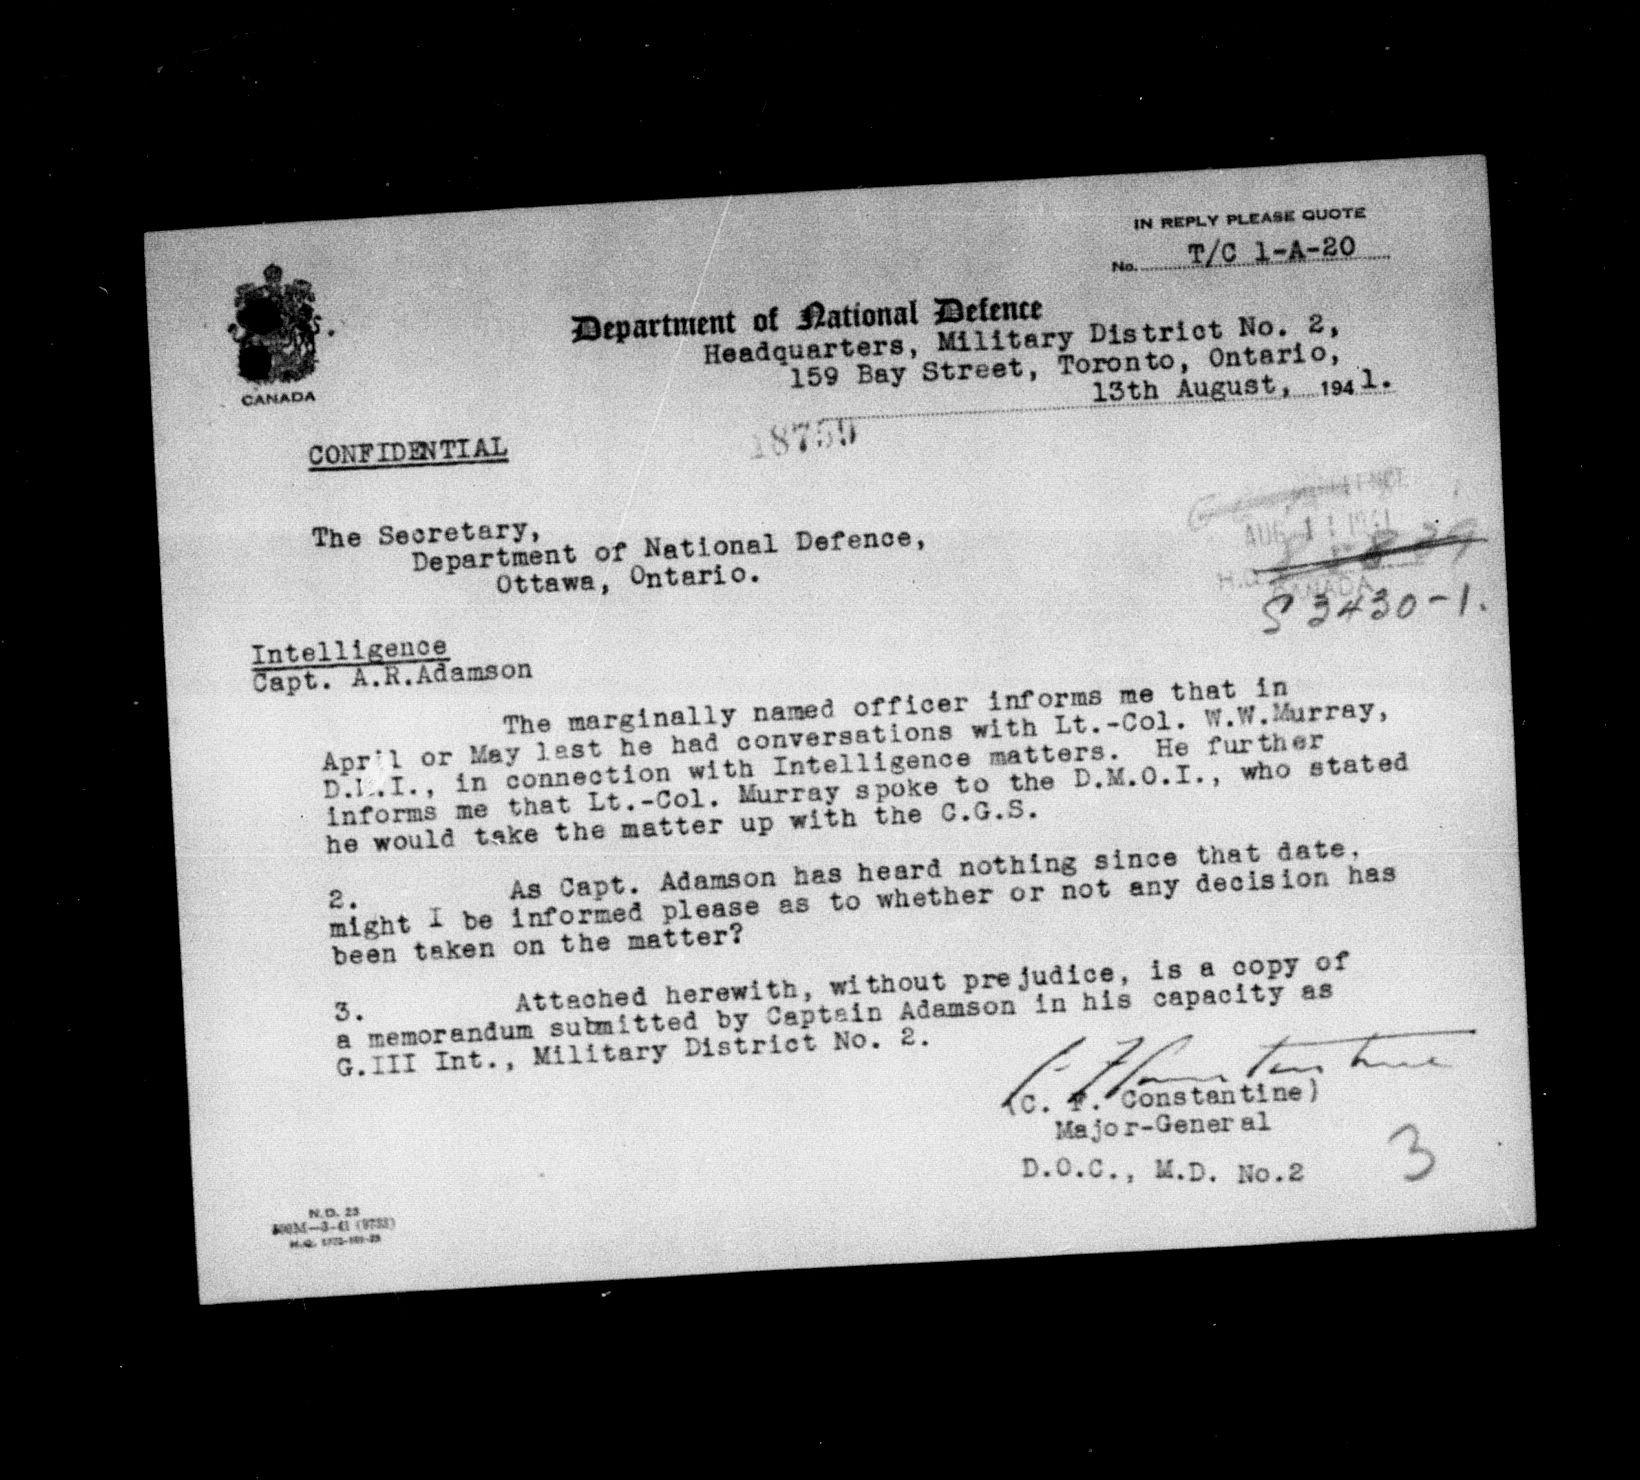 IN REPLY PLEASE QUOTE
No. T/C 1-A-20
CANADA
Department of National Defence
Headquarters, Military District No. 2,
159 Bay Street, Toronto, Ontario,
13th August, 1941.
18759
CONFIDENTIAL
AUG
The Secretary,
Department of National Defence,
Ottawa, Ontario.
CANADA
S 3430-1.
Intelligence
Capt. A.R.Adamson
The marginally named officer informs me that in
April or May last he had conversations with Lt.-Col. W.W.Murray,
in connection with Intelligence matters. He further
informs me that Lt.-Col. Murray spoke to the D.M.O.I., who stated
he would take the matter up with the C.G.S.
2. As Capt. Adamson has heard nothing since that date,
might I be informed please as to whether or not any decision has
been taken on the matter?
3. Attached herewith, without prejudice, is a copy of
a memorandum submitted by Captain Adamson in his capacity as
G.III Int., Military District No. 2.
C F Constantine
(C. F. Constantine)
Major-General
D.O.C., M.D. No.2
3
N.D. 23